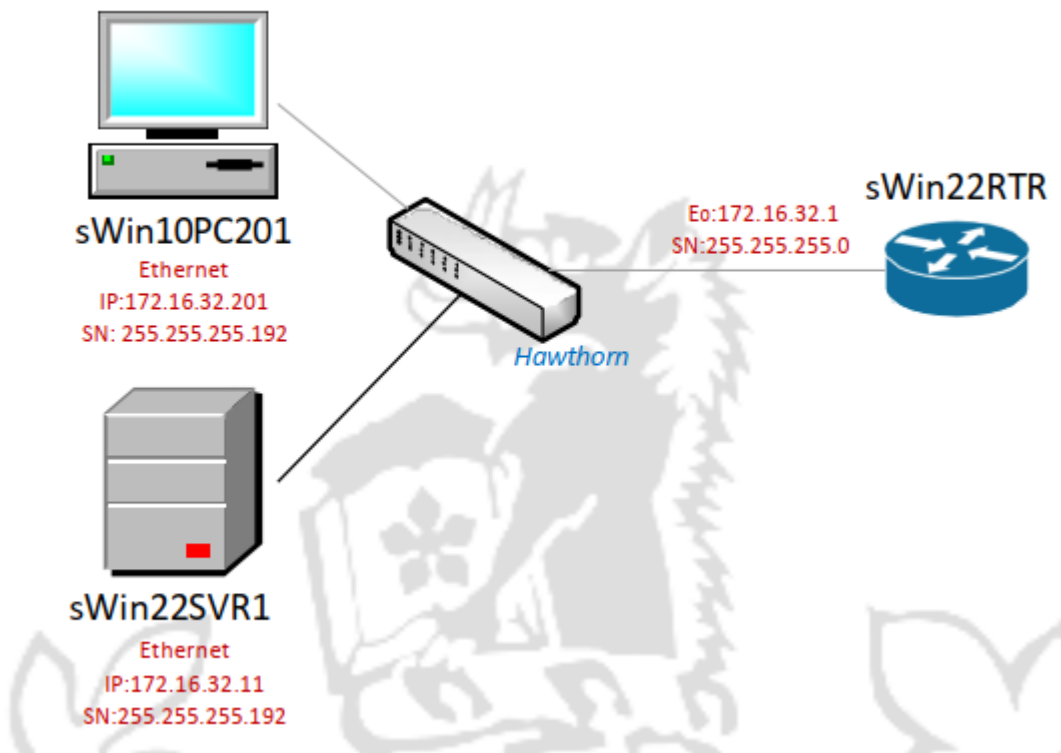 sWin10PC201
Ethernet
IP:172.16.32.201
SN: 255.255.255.192
Hawthorn
sWin22RTR
Eo:172.16.32.1
SN:255.255.255.0
sWin22SVR1
Ethernet
IP:172.16.32.11
SN:255.255.255.192